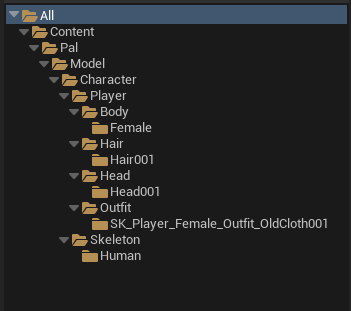 All
Content
Pal
Model
Character
Player
Body
Female
Hair
Hair001
Head
Head001
Outfit
SK_Player_Female_Outfit_OldCloth001
Skeleton
Human